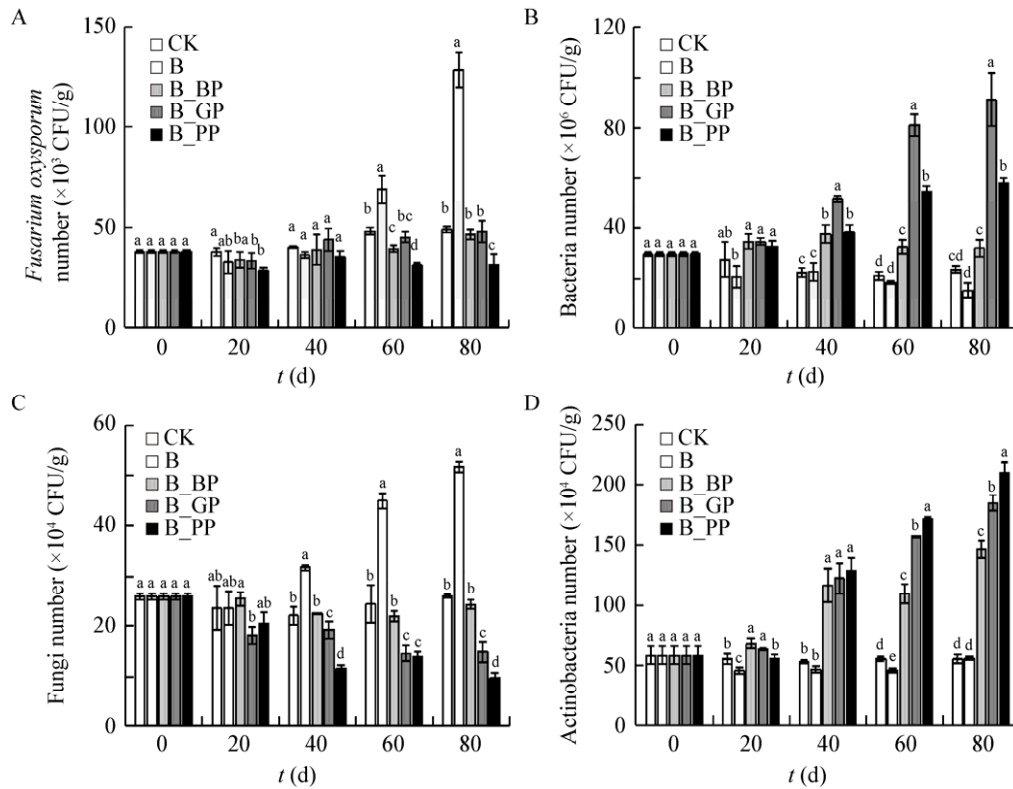 A
Fusarium oxysporum
number (×10³ CFU/g)
150
100
50
0
CK
B
B_BP
B_GP
B_PP
a a a a a
ab ab ab a b
a a a a a
b a c bc d
b a b b c
0 20 40 60 80
t (d)
B
Bacteria number (×10⁶ CFU/g)
120
80
40
0
CK
B
B_BP
B_GP
B_PP
a a a a a
ab b a a a
c c b a b
d d c a b
cd d c a b
0 20 40 60 80
t (d)
C
Fungi number (×10⁴ CFU/g)
60
40
20
0
CK
B
B_BP
B_GP
B_PP
a a a a a
ab ab a b ab
b a b c d
b a b c c
b a b c d
0 20 40 60 80
t (d)
D
Actinobacteria number (×10⁴ CFU/g)
250
200
150
100
50
0
CK
B
B_BP
B_GP
B_PP
a a a a a
b c a a b
b b a a a
d e c b a
d d c b a
0 20 40 60 80
t (d)